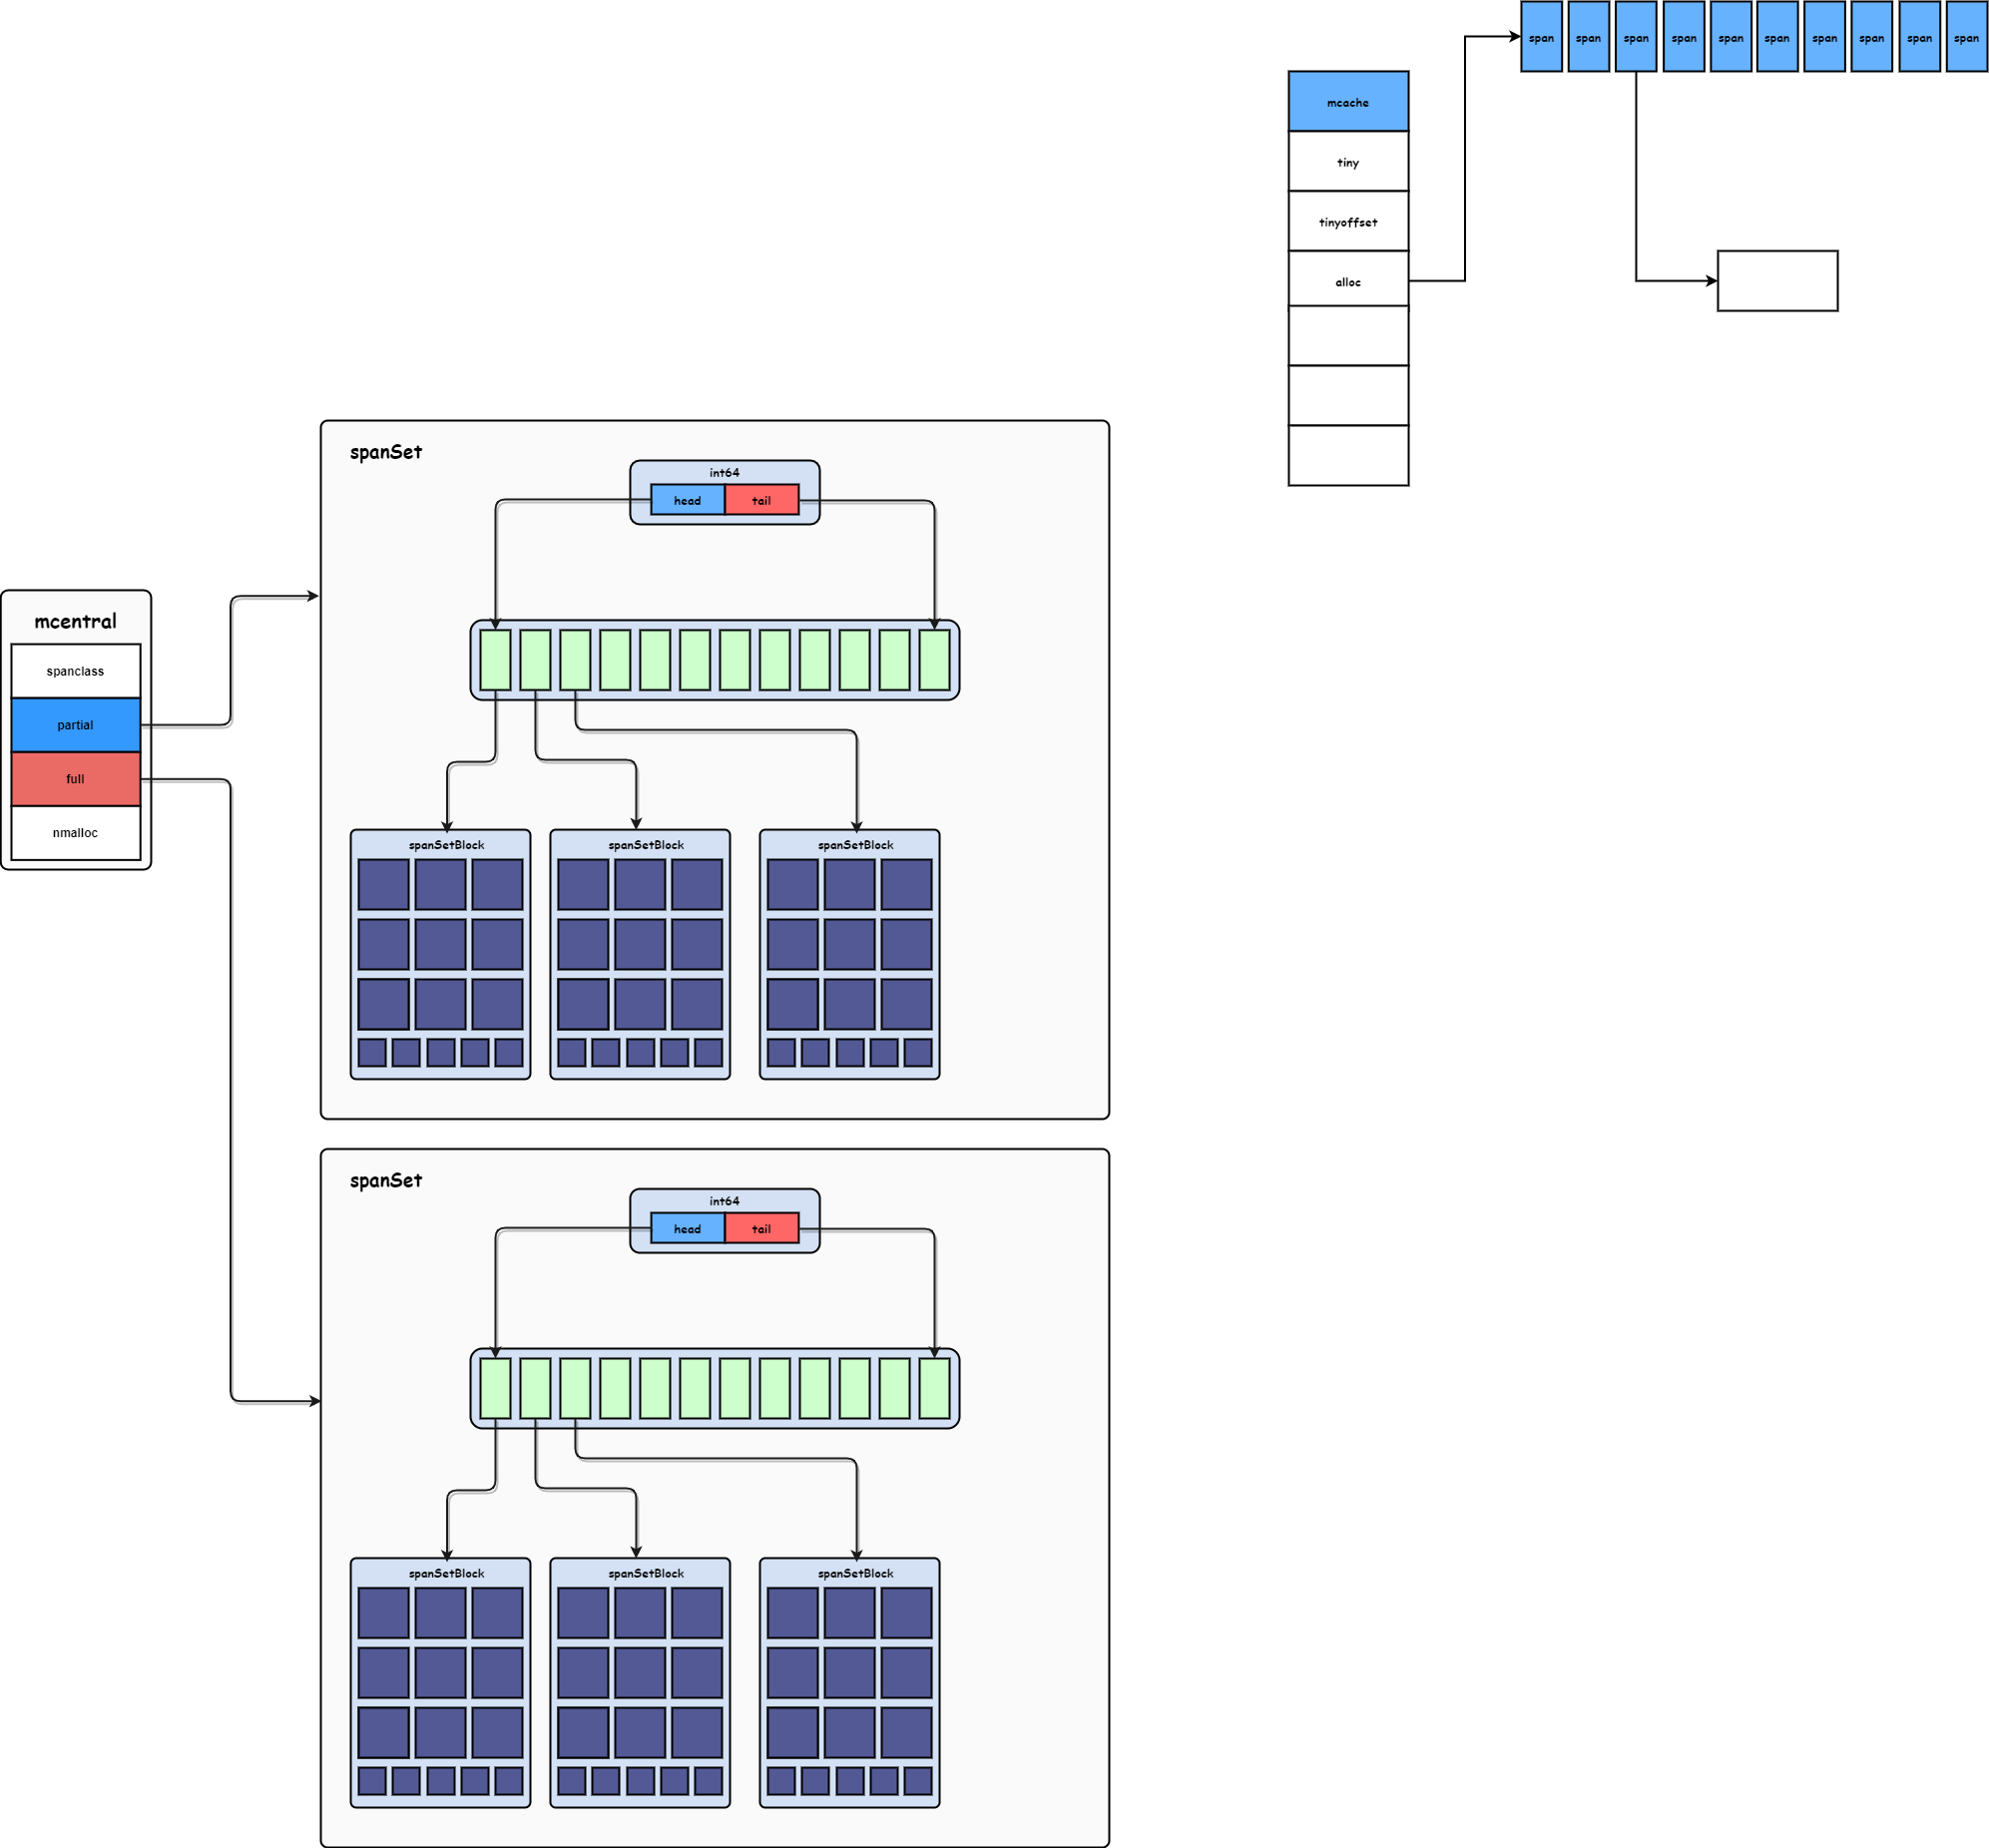 span span span span span span span span span span
mcache
tiny
tinyoffset
alloc
spanSet
int64
head tail
mcentral
spanclass
partial
full
nmalloc
spanSetBlock spanSetBlock spanSetBlock
spanSet
int64
head tail
spanSetBlock spanSetBlock spanSetBlock